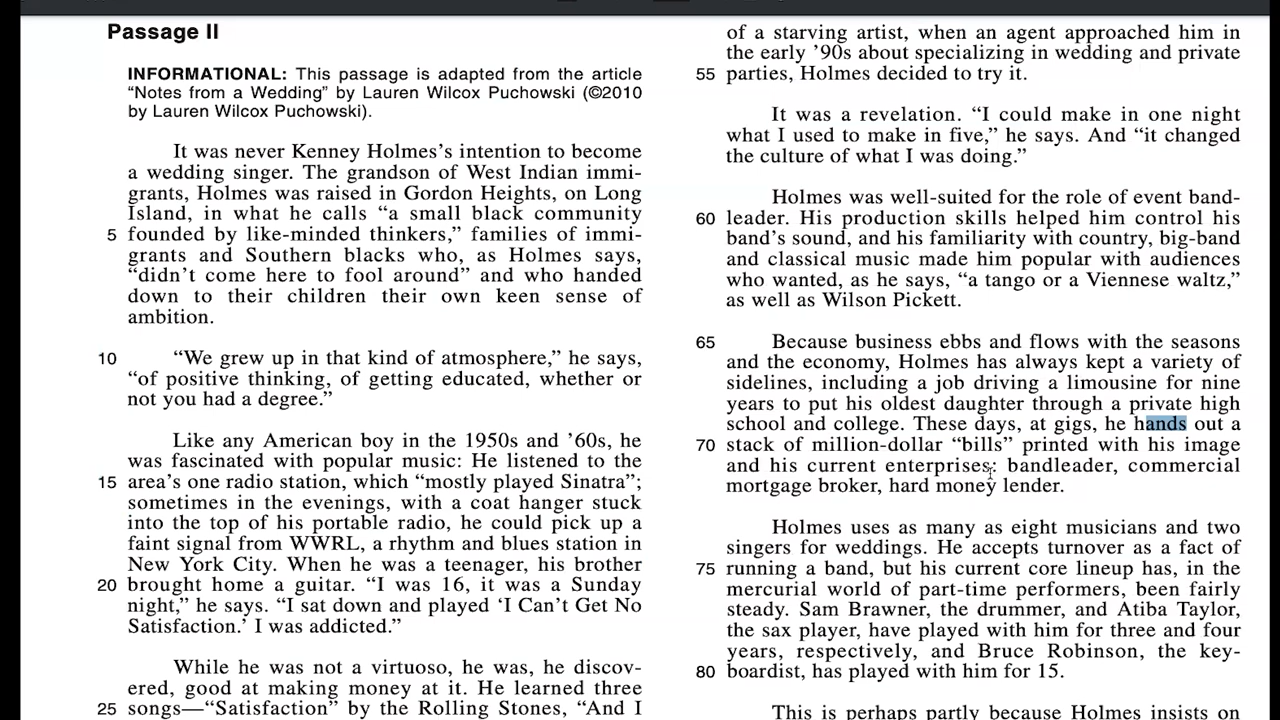 Passage II
INFORMATIONAL: This passage is adapted from the article
“Notes from a Wedding” by Lauren Wilcox Puchowski (©2010
by Lauren Wilcox Puchowski).
It was never Kenney Holmes’s intention to become
a wedding singer. The grandson of West Indian immi-
grants, Holmes was raised in Gordon Heights, on Long
Island, in what he calls “a small black community
5 founded by like-minded thinkers,” families of immi-
grants and Southern blacks who, as Holmes says,
“didn’t come here to fool around” and who handed
down to their children their own keen sense of
ambition.
10 “We grew up in that kind of atmosphere,” he says,
“of positive thinking, of getting educated, whether or
not you had a degree.”
Like any American boy in the 1950s and ’60s, he
was fascinated with popular music: He listened to the
15 area’s one radio station, which “mostly played Sinatra”;
sometimes in the evenings, with a coat hanger stuck
into the top of his portable radio, he could pick up a
faint signal from WWRL, a rhythm and blues station in
New York City. When he was a teenager, his brother
20 brought home a guitar. “I was 16, it was a Sunday
night,” he says. “I sat down and played ‘I Can’t Get No
Satisfaction.’ I was addicted.”
While he was not a virtuoso, he was, he discov-
ered, good at making money at it. He learned three
25 songs—“Satisfaction” by the Rolling Stones, “And I
of a starving artist, when an agent approached him in
the early ’90s about specializing in wedding and private
55 parties, Holmes decided to try it.
It was a revelation. “I could make in one night
what I used to make in five,” he says. And “it changed
the culture of what I was doing.”
Holmes was well-suited for the role of event band-
60 leader. His production skills helped him control his
band’s sound, and his familiarity with country, big-band
and classical music made him popular with audiences
who wanted, as he says, “a tango or a Viennese waltz,”
as well as Wilson Pickett.
65 Because business ebbs and flows with the seasons
and the economy, Holmes has always kept a variety of
sidelines, including a job driving a limousine for nine
years to put his oldest daughter through a private high
school and college. These days, at gigs, he hands out a
70 stack of million-dollar “bills” printed with his image
and his current enterprises: bandleader, commercial
mortgage broker, hard money lender.
Holmes uses as many as eight musicians and two
singers for weddings. He accepts turnover as a fact of
75 running a band, but his current core lineup has, in the
mercurial world of part-time performers, been fairly
steady. Sam Brawner, the drummer, and Atiba Taylor,
the sax player, have played with him for three and four
years, respectively, and Bruce Robinson, the key-
80 boardist, has played with him for 15.
This is perhaps partly because Holmes insists on